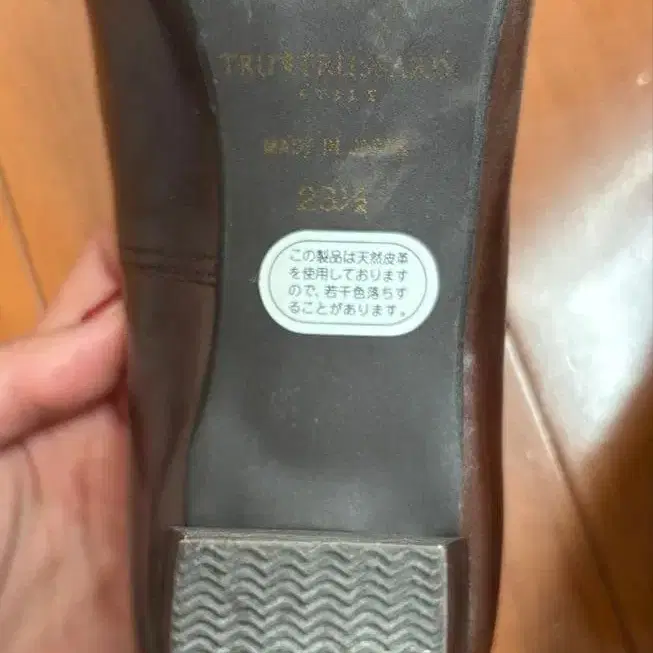 MADE IN JAPAN
23½
この製品は天然皮革
を使用しております
ので、若干色落ちす
ることがあります。